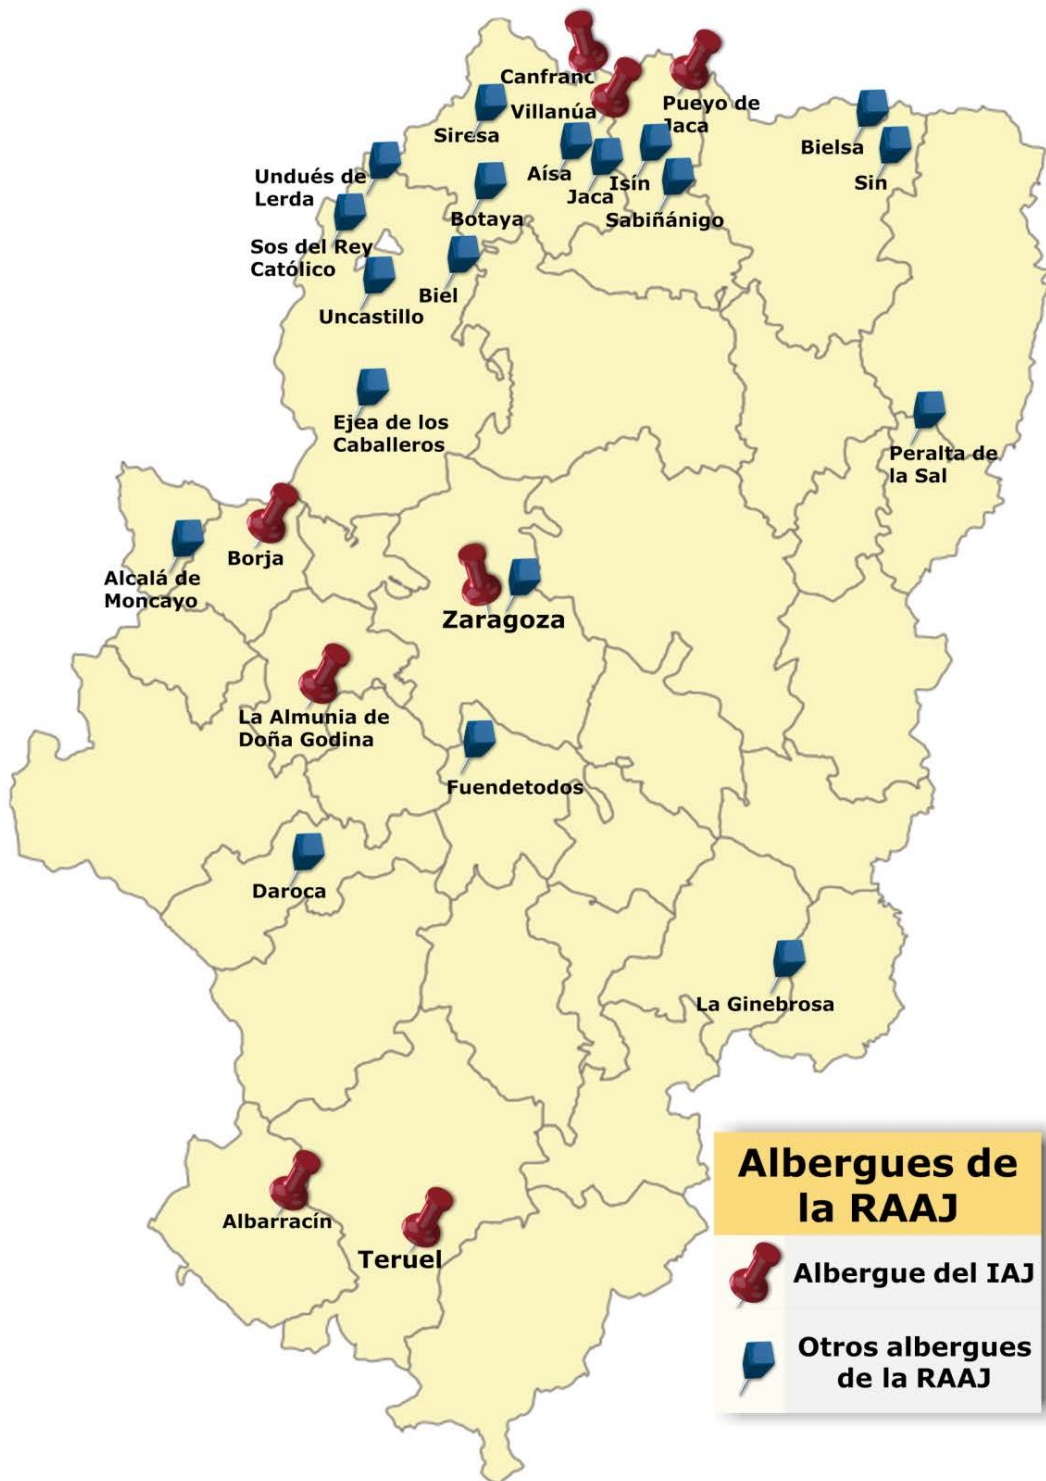 Canfranc
Villanúa
Pueyo de
Jaca
Siresa
Bielsa
Aísa
Isín
Sin
Undués de
Lerda
Jaca
Botaya
Sabiñánigo
Sos del Rey
Católico
Biel
Uncastillo
Ejea de los
Caballeros
Peralta de
la Sal
Borja
Alcalá de
Moncayo
Zaragoza
La Almunia de
Doña Godina
Fuendetodos
Daroca
La Ginebrosa
Albarracín
Teruel
Albergues de
la RAAJ
Albergue del IAJ
Otros albergues
de la RAAJ